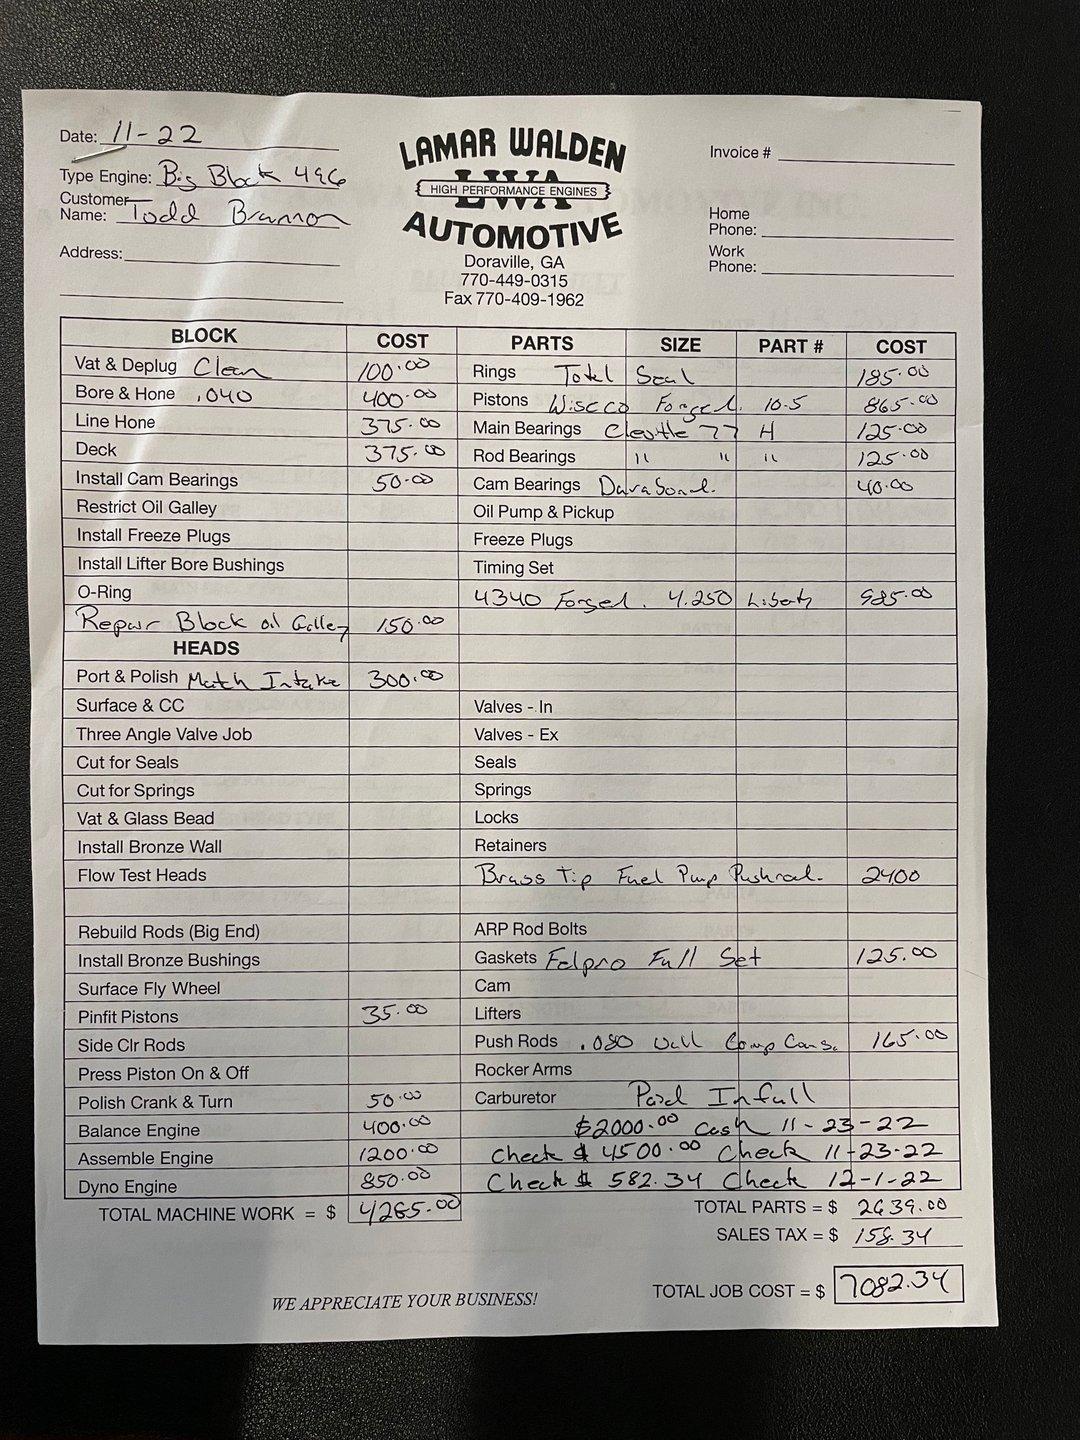 Date: 11-22
Type Engine: Big Block 496
Customer
Name: Todd Brannon
Address:
LAMAR WALDEN
LWA
HIGH PERFORMANCE ENGINES
AUTOMOTIVE
Doraville, GA
770-449-0315
Fax 770-409-1962
Invoice #
Home
Phone:
Work
Phone:
BLOCK COST PARTS SIZE PART # COST
Vat & Deplug Clean 100.00 Rings Total Seal 185.00
Bore & Hone .040 400.00 Pistons Wiseco Forged. 10.5 865.00
Line Hone 375.00 Main Bearings Clevite 77 H 125.00
Deck 375.00 Rod Bearings " " " 125.00
Install Cam Bearings 50.00 Cam Bearings Durabond. 40.00
Restrict Oil Galley Oil Pump & Pickup
Install Freeze Plugs Freeze Plugs
Install Lifter Bore Bushings Timing Set
O-Ring 4340 Forged. 4.250 Liberty 985.00
Repair Block oil Galley 150.00
HEADS
Port & Polish Match Intake 300.00
Surface & CC Valves - In
Three Angle Valve Job Valves - Ex
Cut for Seals Seals
Cut for Springs Springs
Vat & Glass Bead Locks
Install Bronze Wall Retainers
Flow Test Heads Brass Tip Fuel Pump Pushrod. 2400
Rebuild Rods (Big End) ARP Rod Bolts
Install Bronze Bushings Gaskets Felpro Full Set 125.00
Surface Fly Wheel Cam
Pinfit Pistons 35.00 Lifters
Side Clr Rods Push Rods .080 wall Comp Cams. 165.00
Press Piston On & Off Rocker Arms
Polish Crank & Turn 50.00 Carburetor Paid In full
Balance Engine 400.00 $2000.00 Cash 11-23-22
Assemble Engine 1200.00 Check $ 4500.00 Check 11-23-22
Dyno Engine 850.00 Check $ 582.34 Check 12-1-22
TOTAL MACHINE WORK = $ 4285.00 TOTAL PARTS = $ 2639.00
SALES TAX = $ 158.34
TOTAL JOB COST = $ 7082.34
WE APPRECIATE YOUR BUSINESS!